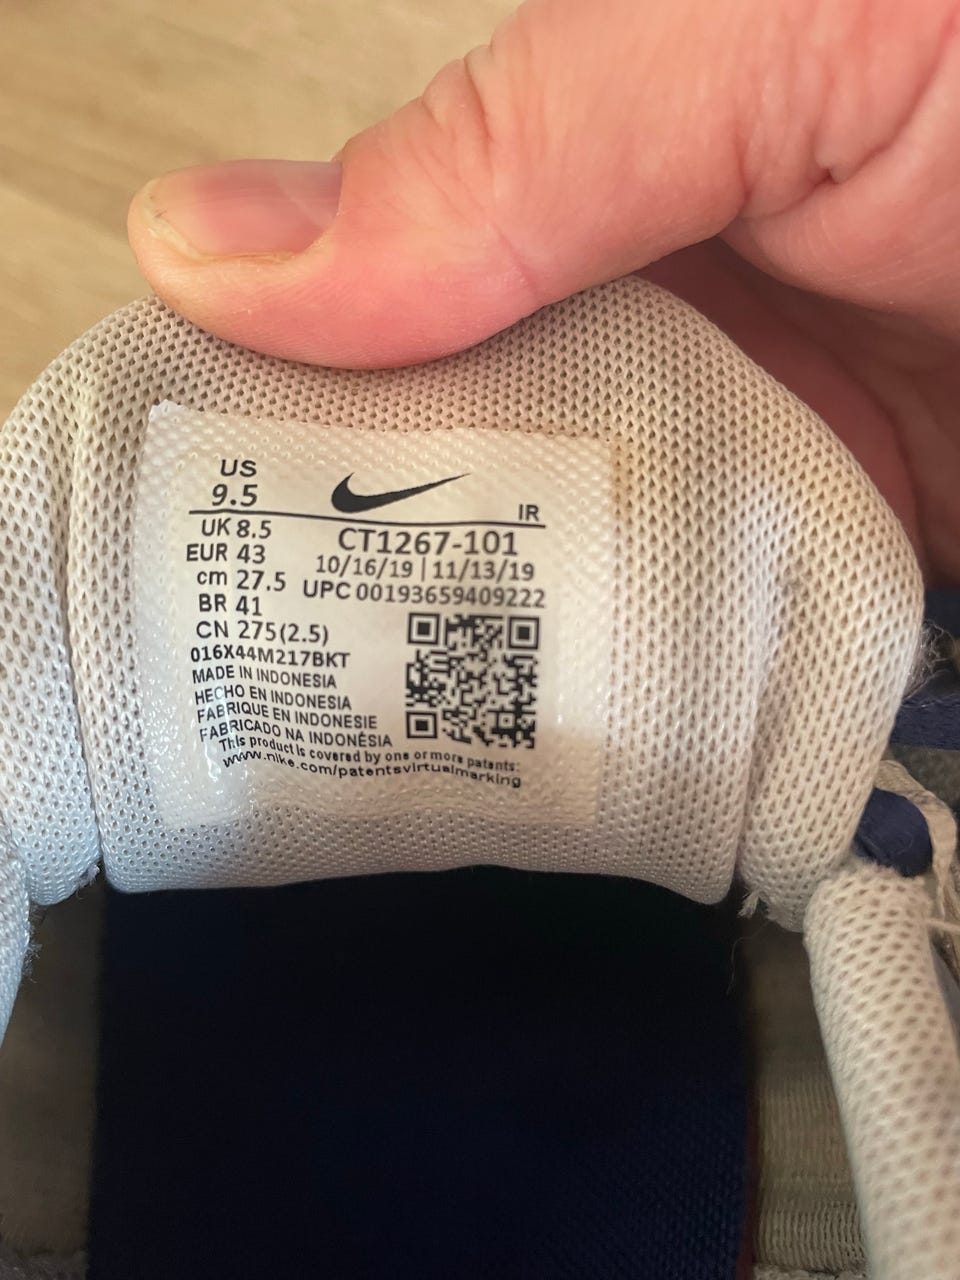 US
9.5
IR
UK 8.5
EUR 43
cm 27.5
BR 41
CN 275(2.5)
CT1267-101
10/16/19 | 11/13/19
UPC 00193659409222
016X44M217BKT
MADE IN INDONESIA
HECHO EN INDONESIA
FABRIQUE EN INDONESIE
FABRICADO NA INDONÉSIA
This product is covered by one or more patents:
www.nike.com/patentsvirtualmarking